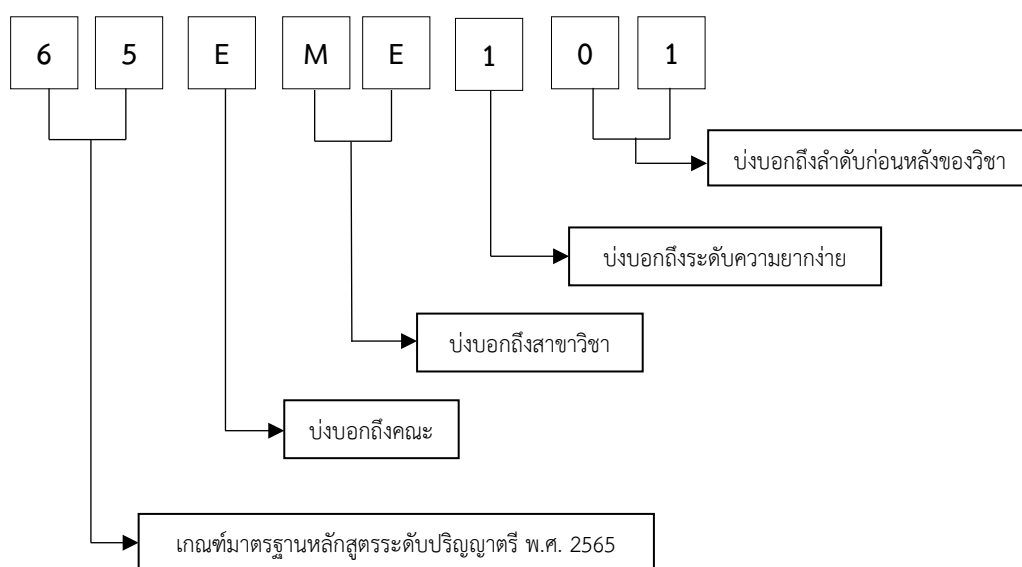 6 5 E M E 1 0 1
บ่งบอกถึงลำดับก่อนหลังของวิชา
บ่งบอกถึงระดับความยากง่าย
บ่งบอกถึงสาขาวิชา
บ่งบอกถึงคณะ
เกณฑ์มาตรฐานหลักสูตรระดับปริญญาตรี พ.ศ. 2565